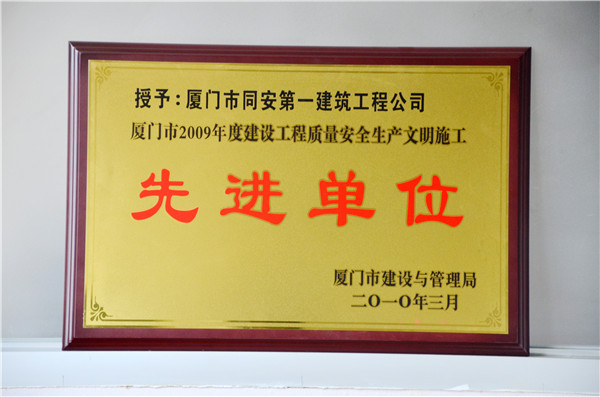 授予：厦门市同安第一建筑工程公司
厦门市2009年度建设工程质量安全生产文明施工
先进单位
厦门市建设与管理局
二〇一〇年三月